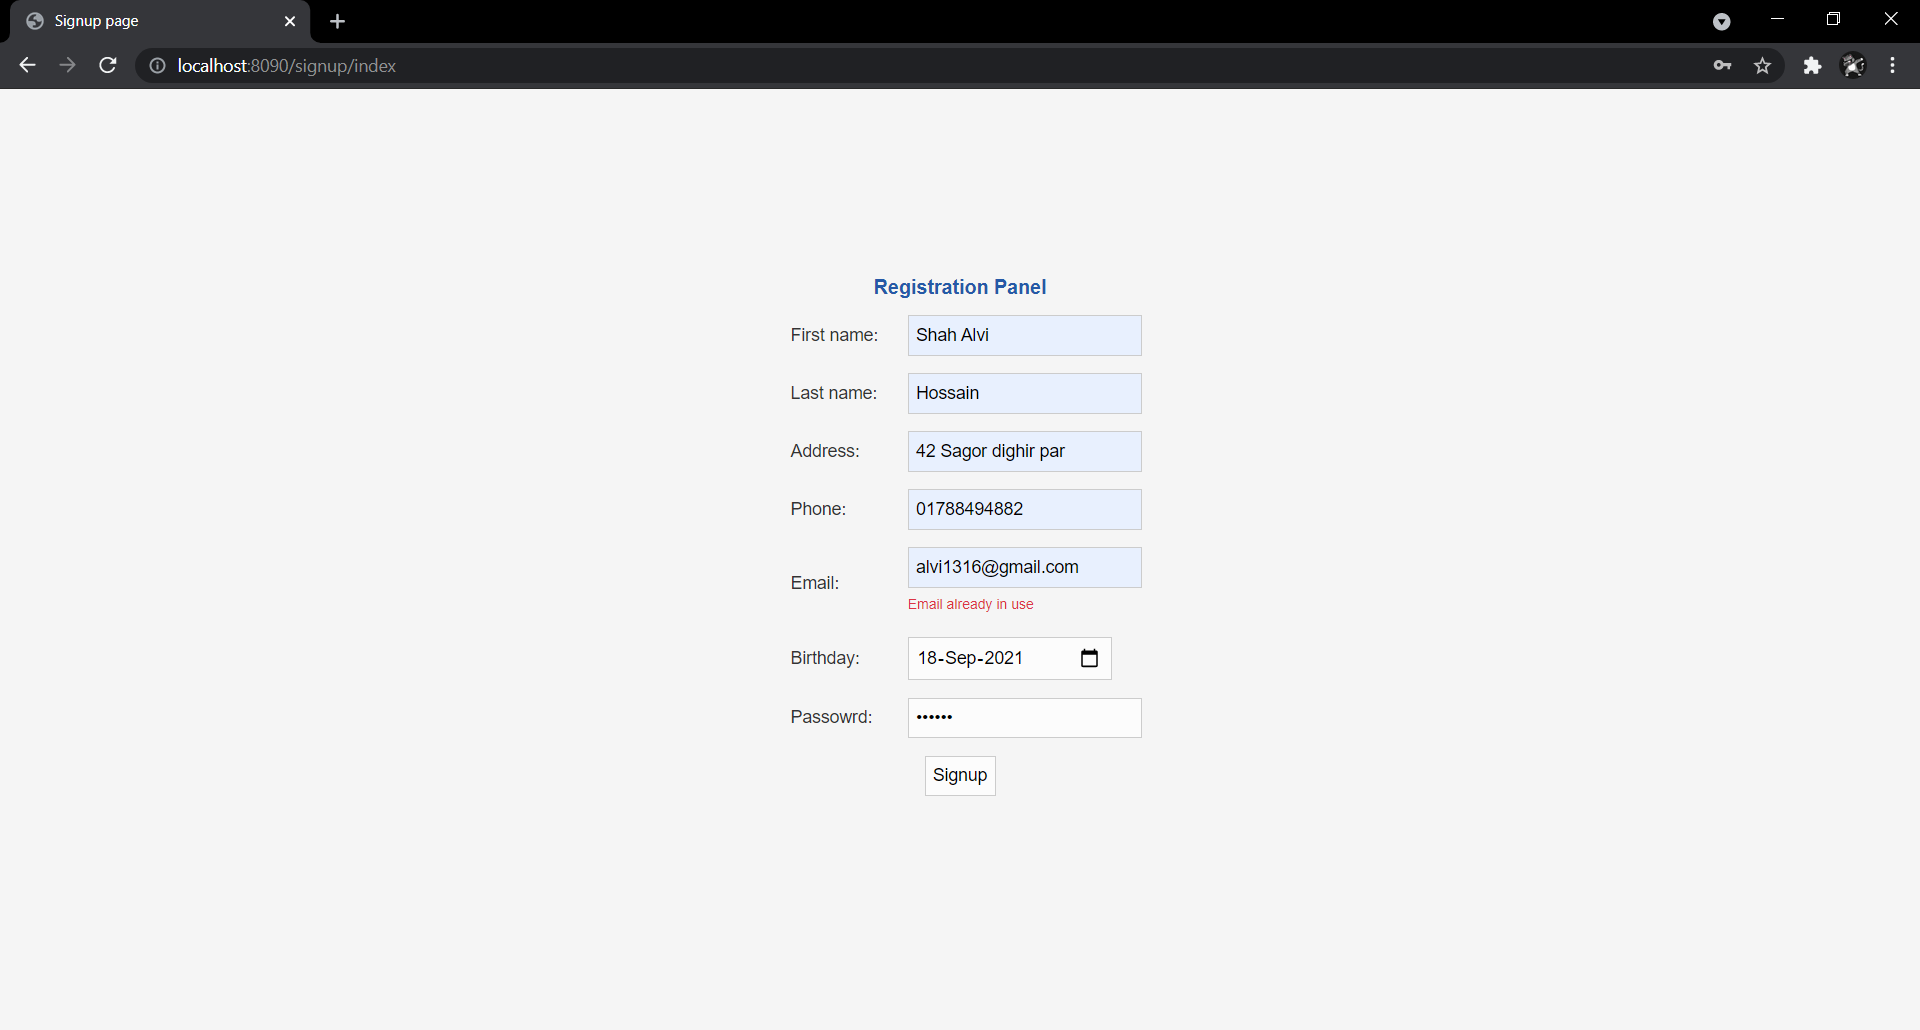 Signup page
localhost:8090/signup/index
Registration Panel
First name: Shah Alvi
Last name: Hossain
Address: 42 Sagor dighir par
Phone: 01788494882
Email: alvi1316@gmail.com
Email already in use
Birthday: 18-Sep-2021
Passowrd: ••••••
Signup